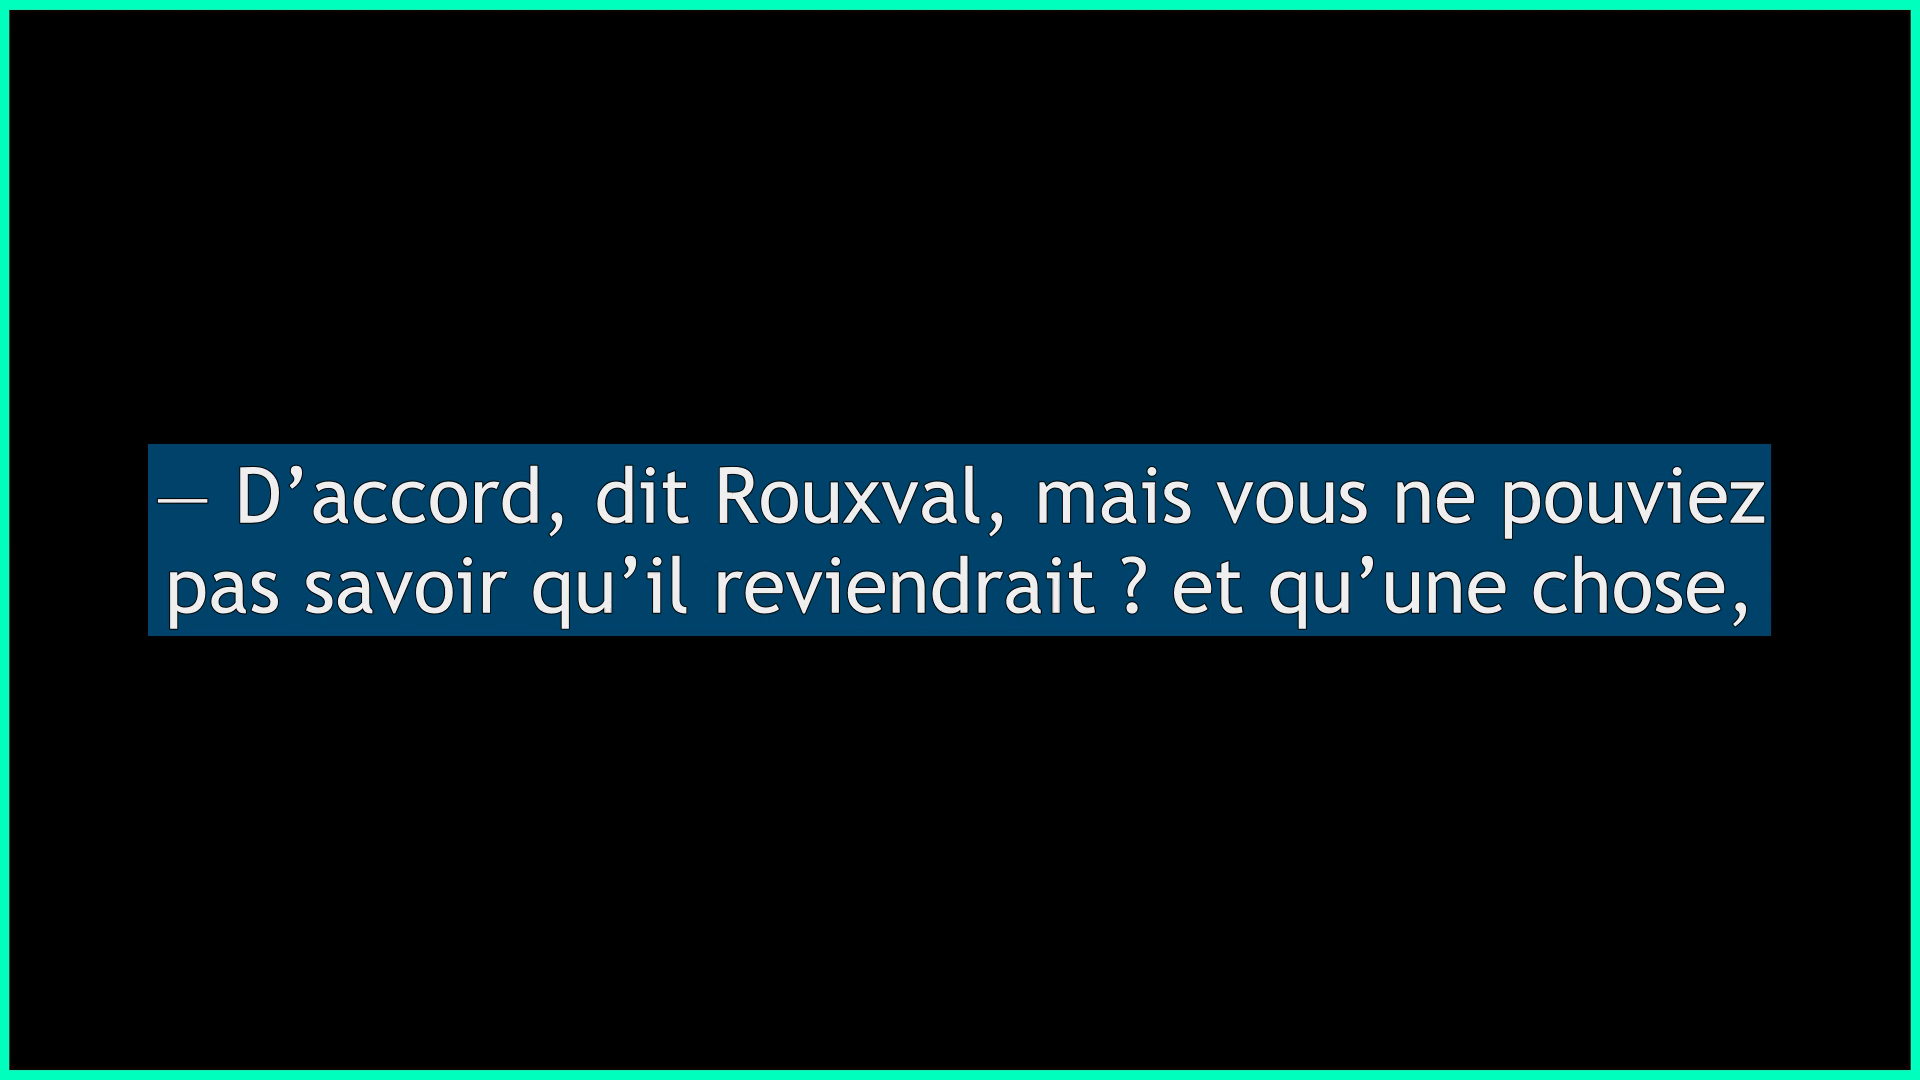 — D’accord, dit Rouxval, mais vous ne pouviez
pas savoir qu’il reviendrait ? et qu’une chose,